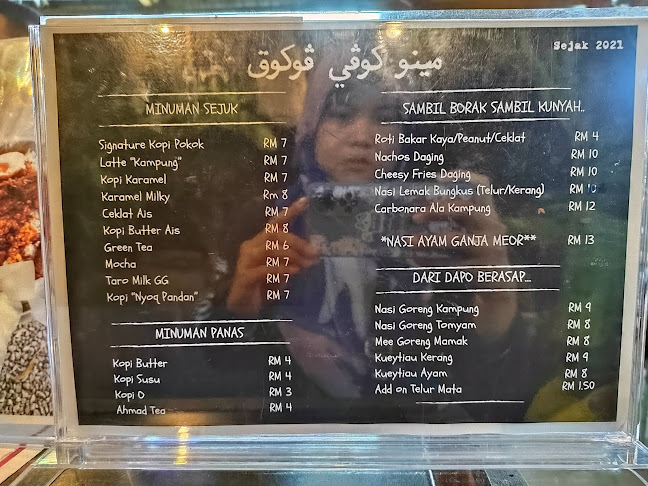 Sejak 2021
مينو كوڤي ڤوكوق
MINUMAN SEJUK
Signature Kopi Pokok RM 7
Latte "Kampung" RM 7
Kopi Karamel RM 7
Karamel Milky Rm 8
Ceklat Ais RM 7
Kopi Butter Ais RM 8
Green Tea RM 6
Mocha RM 7
Taro Milk GG RM 7
Kopi "Nyoq Pandan" RM 7
MINUMAN PANAS
Kopi Butter RM 4
Kopi Susu RM 4
Kopi O RM 3
Ahmad Tea RM 4
SAMBIL BORAK SAMBIL KUNYAH..
Roti Bakar Kaya/Peanut/Ceklat RM 4
Nachos Daging RM 10
Cheesy Fries Daging RM 10
Nasi Lemak Bungkus (Telur/Kerang) RM
Carbonara Ala Kampung RM 12
*NASI AYAM GANJA MEOR** RM 13
DARI DAPO BERASAP...
Nasi Goreng Kampung RM 9
Nasi Goreng Tomyam RM 8
Mee Goreng Mamak RM 8
Kueytiau Kerang RM 9
Kueytiau Ayam RM 8
Add on Telur Mata RM 1.50